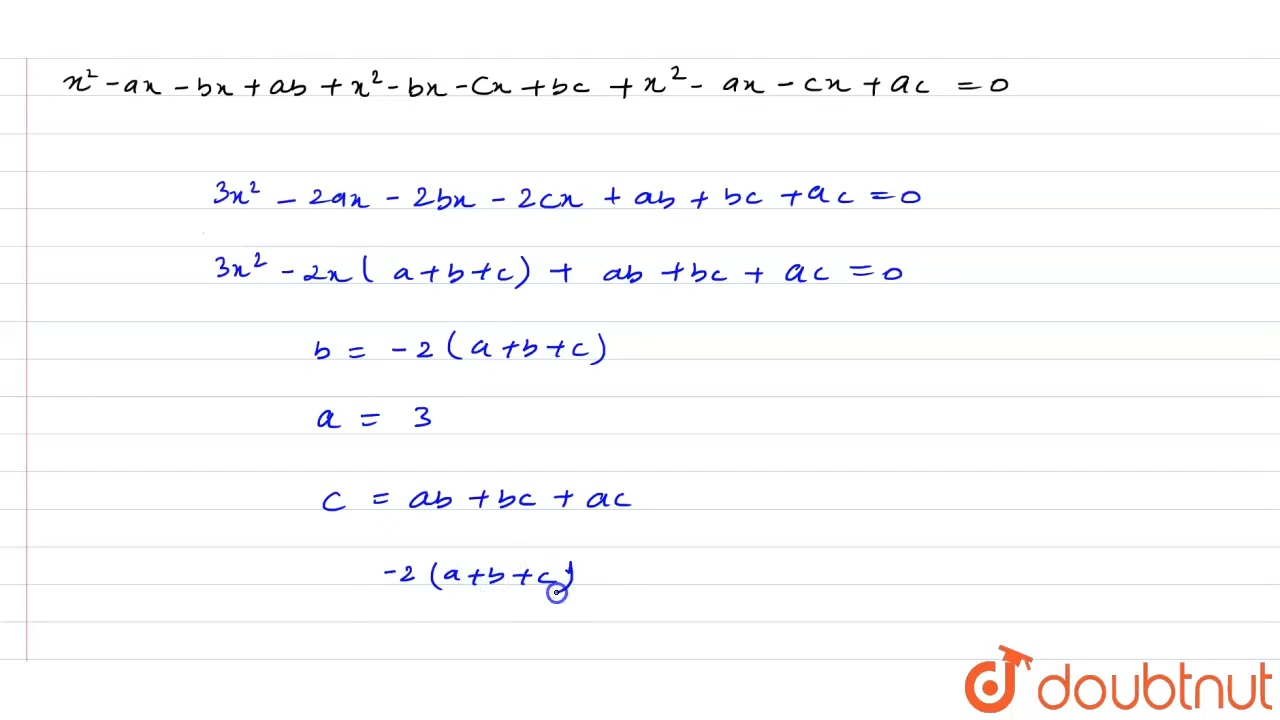 x² - ax - bx + ab + x² - bx - cx + bc + x² - ax - cx + ac = 0
3x² - 2ax - 2bx - 2cx + ab + bc + ac = 0
3x² - 2x ( a + b + c ) + ab + bc + ac = 0
b = - 2 ( a + b + c )
a = 3
c = ab + bc + ac
-2 ( a + b + c )
doubtnut